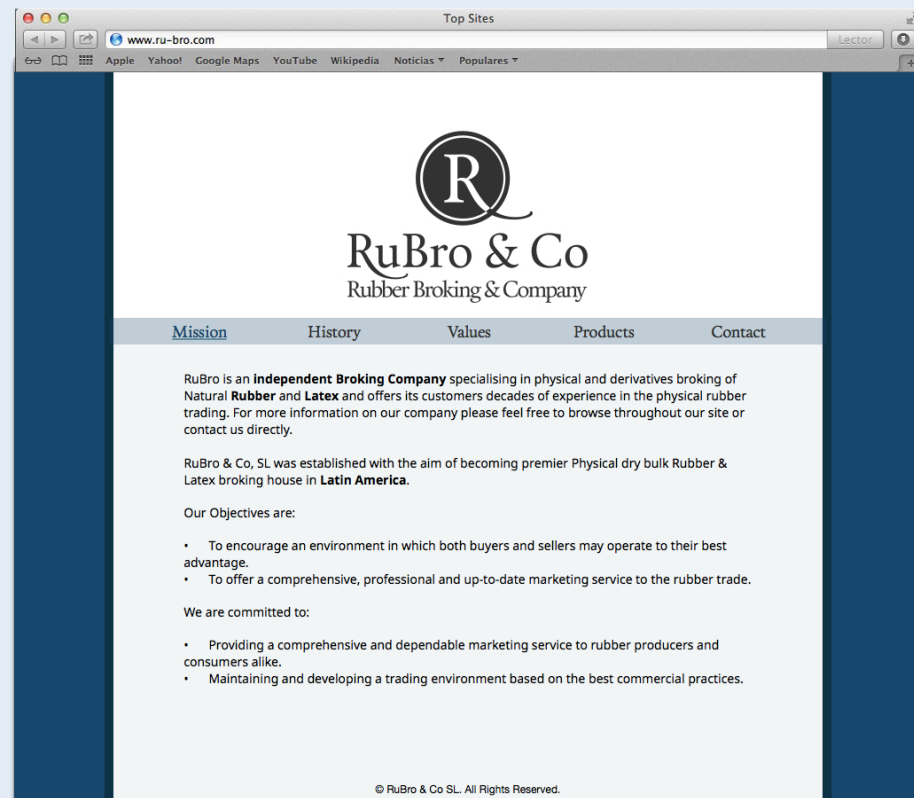 Top Sites
www.ru-bro.com
Lector
Apple Yahoo! Google Maps YouTube Wikipedia Noticias Populares
R
RuBro & Co
Rubber Broking & Company
Mission History Values Products Contact
RuBro is an independent Broking Company specialising in physical and derivatives broking of
Natural Rubber and Latex and offers its customers decades of experience in the physical rubber
trading. For more information on our company please feel free to browse throughout our site or
contact us directly.
RuBro & Co, SL was established with the aim of becoming premier Physical dry bulk Rubber &
Latex broking house in Latin America.
Our Objectives are:
• To encourage an environment in which both buyers and sellers may operate to their best
advantage.
• To offer a comprehensive, professional and up-to-date marketing service to the rubber trade.
We are committed to:
• Providing a comprehensive and dependable marketing service to rubber producers and
consumers alike.
• Maintaining and developing a trading environment based on the best commercial practices.
© RuBro & Co SL. All Rights Reserved.